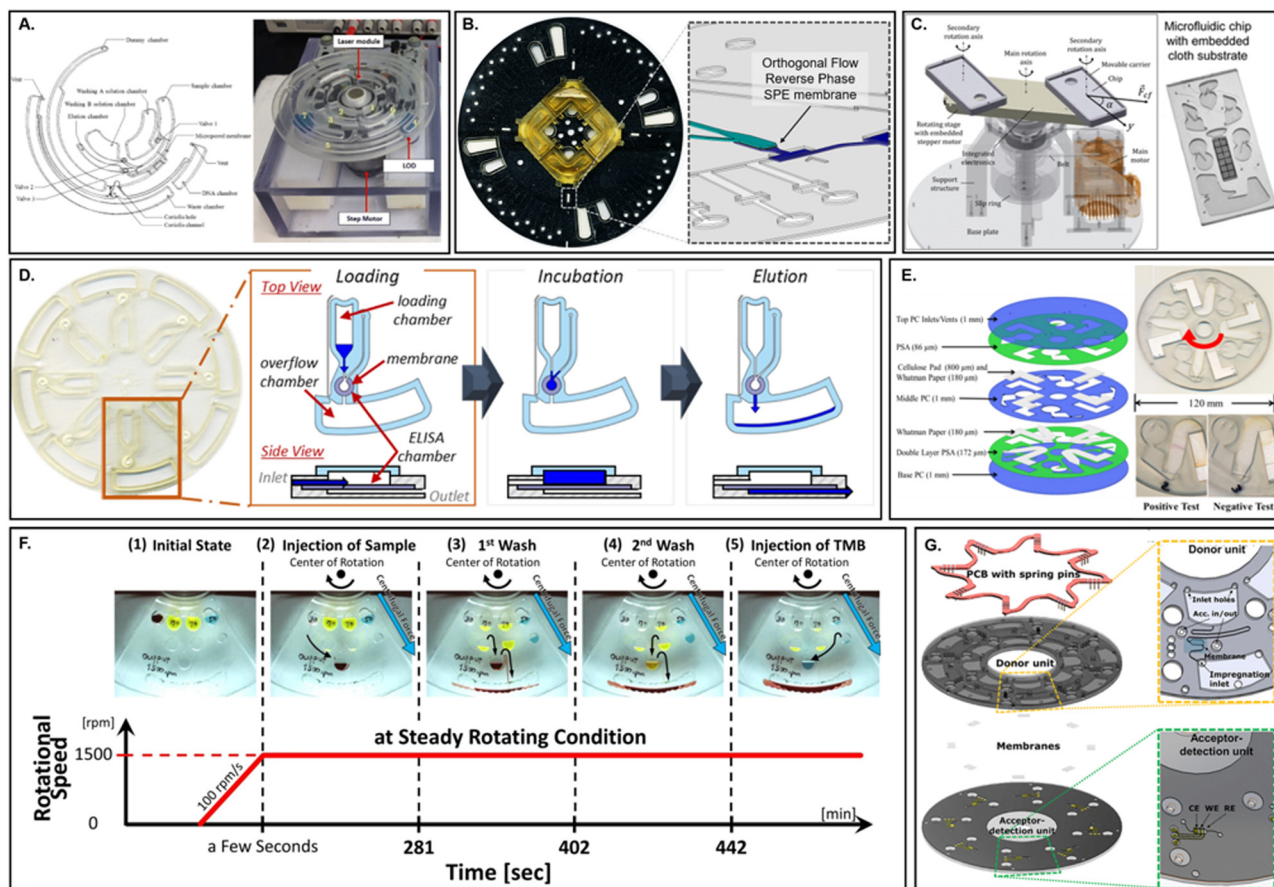 A.
Dummy chamber
Vent
Washing A solution chamber
Washing B solution chamber
Elution chamber
Sample chamber
Valve 1
Micropored membrane
Vent
Valve 2
Valve 3
DNA chamber
Waste chamber
Coriolis hole
Coriolis channel
Laser module
LOD
Step Motor
B.
Orthogonal Flow
Reverse Phase
SPE membrane
C.
Secondary
rotation axis
Main rotation
axis
Secondary
rotation axis
Movable carrier
Chip
α
y
Rotating stage
with embedded
stepper motor
Integrated
electronics
Belt
Main
motor
Support
structure
Slip ring
Base plate
Microfluidic chip
with embedded
cloth substrate
D.
Loading
Incubation
Elution
Top View
loading
chamber
overflow
chamber
membrane
ELISA
chamber
Side View
Inlet
Outlet
E.
Top PC Inlets/Vents (1 mm)
PSA (86 µm)
Cellulose Pad (800 µm) and
Whatman Paper (180 µm)
Middle PC (1 mm)
Whatman Paper (180 µm)
Double Layer PSA (172 µm)
Base PC (1 mm)
120 mm
Positive Test
Negative Test
F.
(1) Initial State
(2) Injection of Sample
(3) 1st Wash
(4) 2nd Wash
(5) Injection of TMB
Center of Rotation
Center of Rotation
Center of Rotation
Center of Rotation
Centrifugal Force
Centrifugal Force
Centrifugal Force
Centrifugal Force
[rpm]
1500
0
Rotational
Speed
100 rpm/s
at Steady Rotating Condition
[min]
a Few Seconds
281
402
442
Time [sec]
G.
PCB with spring pins
Donor unit
Membranes
Acceptor-
detection unit
Donor unit
Inlet holes
Acc. in/out
Membrane
Impregnation
inlet
Acceptor-
detection unit
CE WE RE